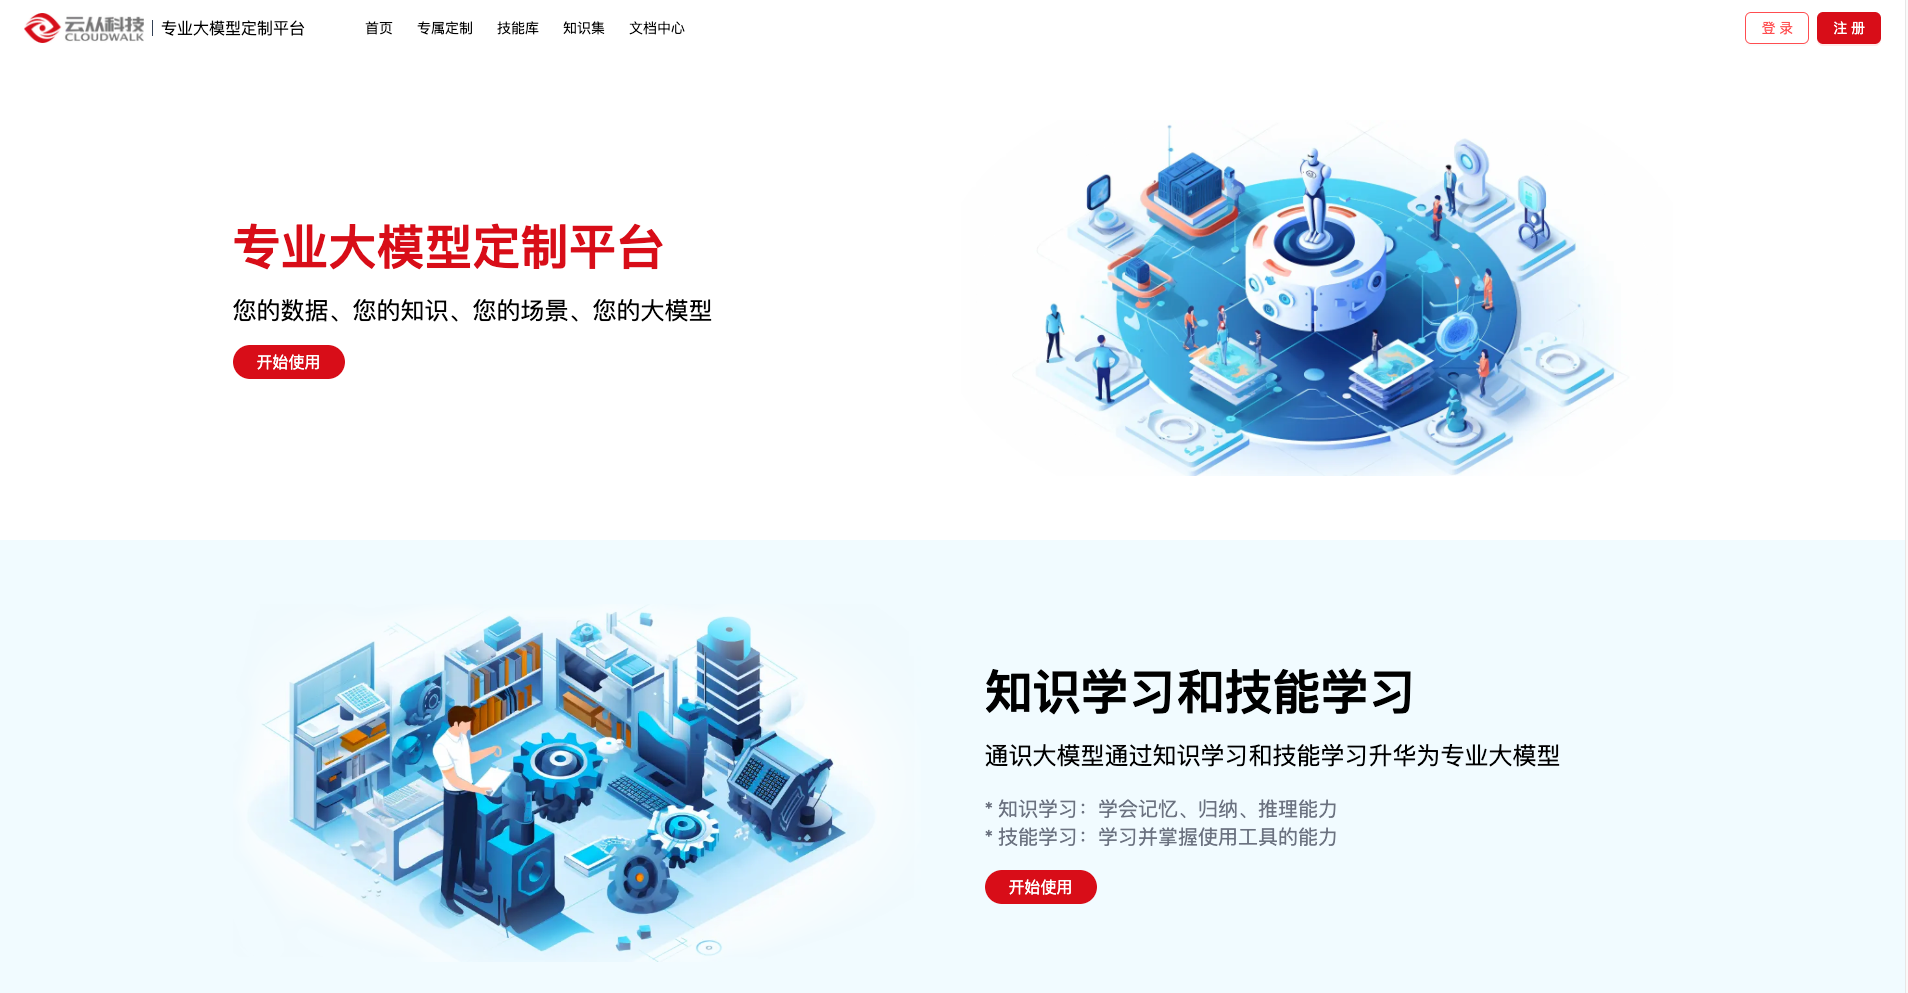 云从科技
CLOUDWALK
专业大模型定制平台
首页 专属定制 技能库 知识集 文档中心
登录 注册
专业大模型定制平台
您的数据、您的知识、您的场景、您的大模型
开始使用
知识学习和技能学习
通识大模型通过知识学习和技能学习升华为专业大模型
* 知识学习：学会记忆、归纳、推理能力
* 技能学习：学习并掌握使用工具的能力
开始使用